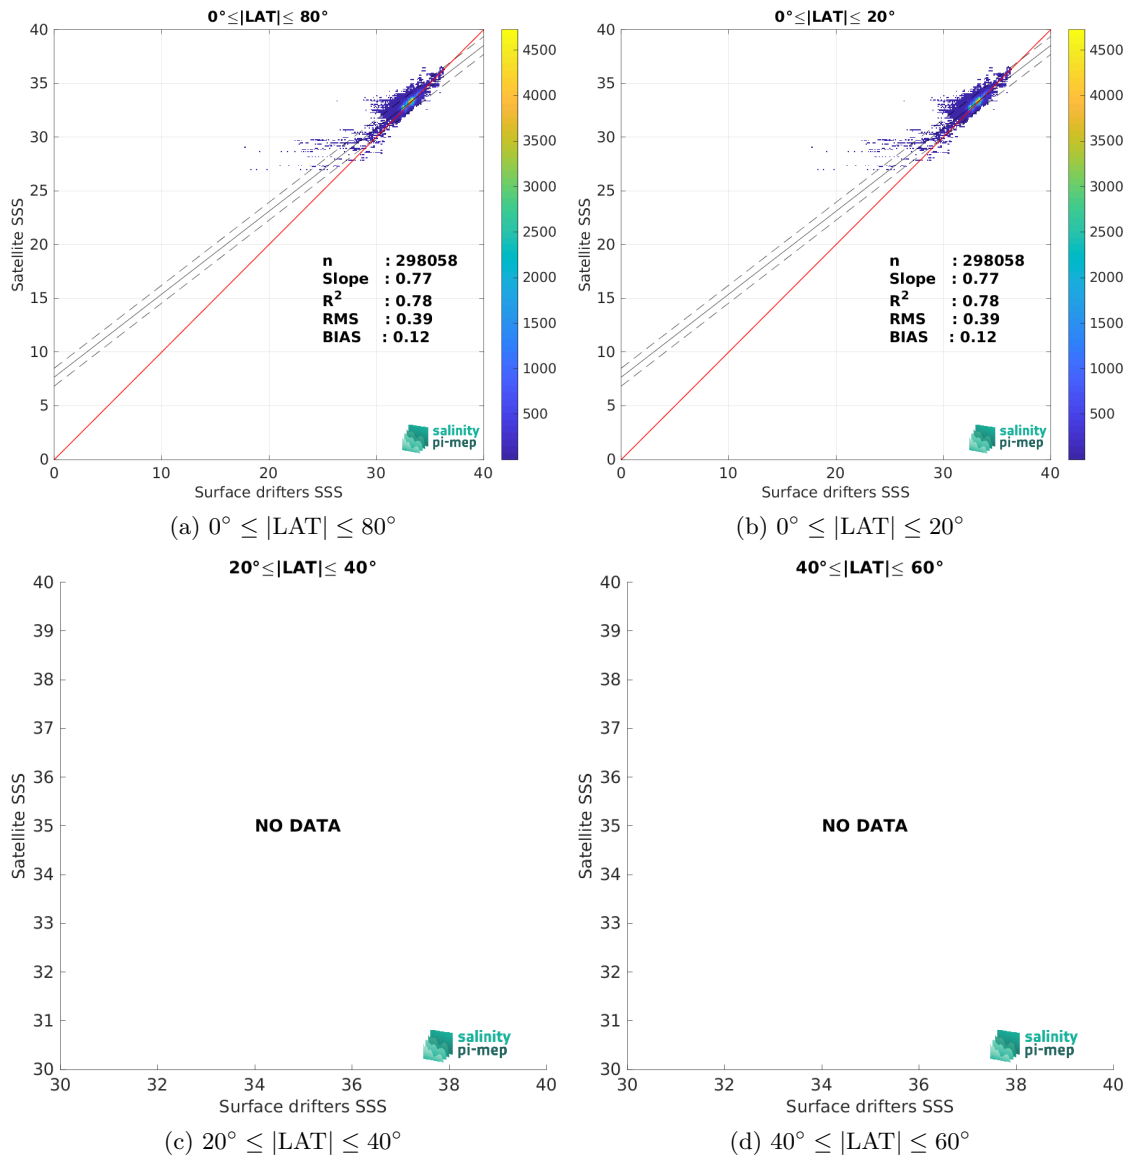 0°≤|LAT|≤ 80°
40
35
30
25
20
15
10
5
0
Satellite SSS
n : 298058
Slope : 0.77
R² : 0.78
RMS : 0.39
BIAS : 0.12
salinity
pi-mep
0 10 20 30 40
Surface drifters SSS
4500
4000
3500
3000
2500
2000
1500
1000
500
(a) 0° ≤ |LAT| ≤ 80°
0°≤|LAT|≤ 20°
40
35
30
25
20
15
10
5
0
Satellite SSS
n : 298058
Slope : 0.77
R² : 0.78
RMS : 0.39
BIAS : 0.12
salinity
pi-mep
0 10 20 30 40
Surface drifters SSS
4500
4000
3500
3000
2500
2000
1500
1000
500
(b) 0° ≤ |LAT| ≤ 20°
20°≤|LAT|≤ 40°
40
39
38
37
36
35
34
33
32
31
30
Satellite SSS
NO DATA
salinity
pi-mep
30 32 34 36 38 40
Surface drifters SSS
(c) 20° ≤ |LAT| ≤ 40°
40°≤|LAT|≤ 60°
40
39
38
37
36
35
34
33
32
31
30
Satellite SSS
NO DATA
salinity
pi-mep
30 32 34 36 38 40
Surface drifters SSS
(d) 40° ≤ |LAT| ≤ 60°